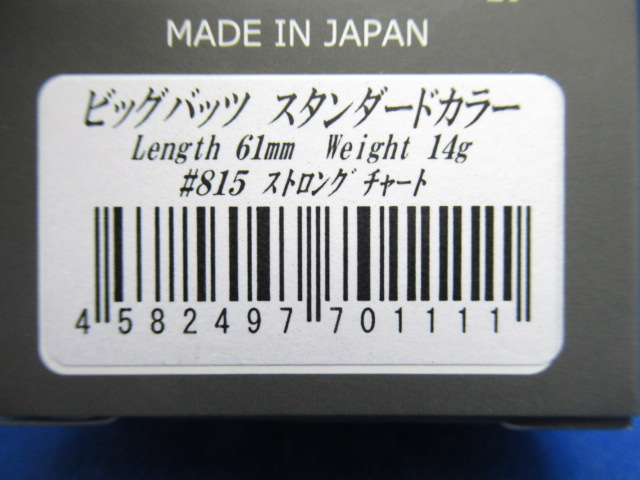 MADE IN JAPAN
ビッグバッツ スタンダードカラー
Length 61mm Weight 14g
#815 ストロング チャート
4 582497 701111